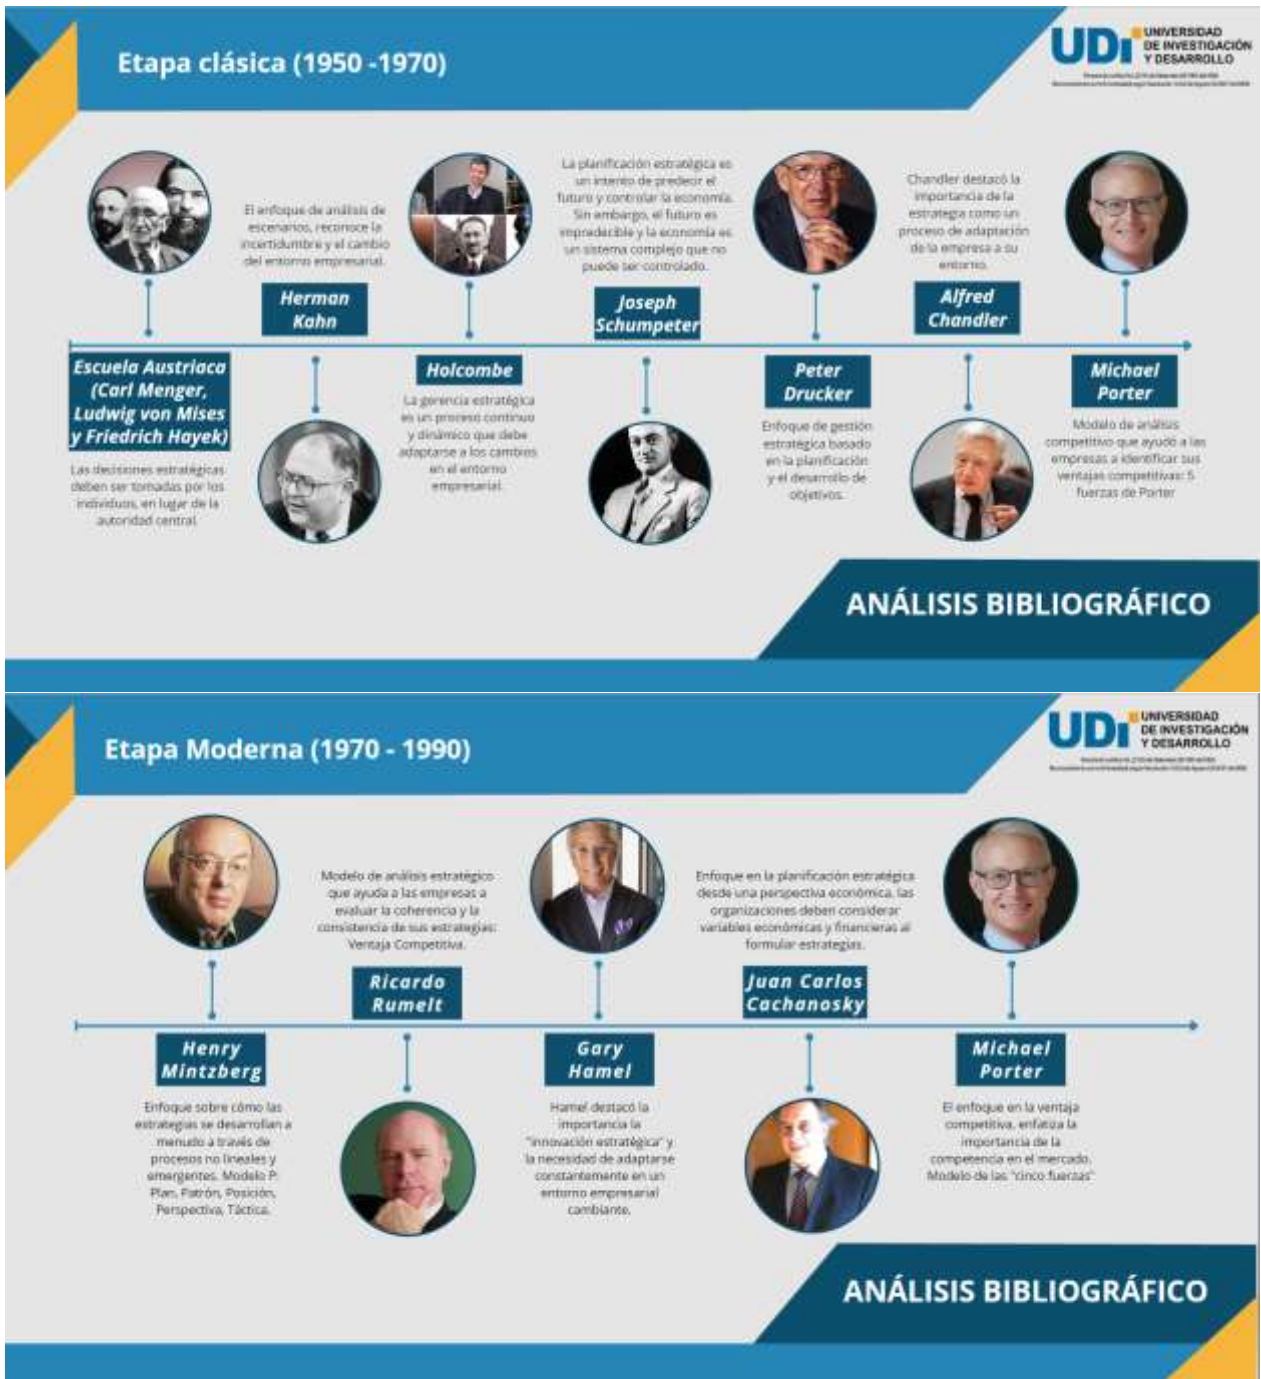 Etapa clásica (1950 -1970)
UDi
UNIVERSIDAD
DE INVESTIGACIÓN
Y DESARROLLO
Escuela Austriaca
(Carl Menger,
Ludwig von Mises
y Friedrich Hayek)
Las decisiones estratégicas
deben ser tomadas por los
individuos, en lugar de la
autoridad central.
El enfoque de análisis de
escenarios, reconoce la
incertidumbre y el cambio
del entorno empresarial.
Herman
Kahn
Holcombe
La gerencia estratégica
es un proceso continuo
y dinámico que debe
adaptarse a los cambios
en el entorno
empresarial.
La planificación estratégica es
un intento de predecir el
futuro y controlar la economía.
Sin embargo, el futuro es
impredecible y la economía es
un sistema complejo que no
puede ser controlado.
Joseph
Schumpeter
Peter
Drucker
Enfoque de gestión
estratégica basado
en la planificación
y el desarrollo de
objetivos.
Chandler destacó la
importancia de la
estrategia como un
proceso de adaptación
de la empresa a su
entorno.
Alfred
Chandler
Michael
Porter
Modelo de análisis
competitivo que ayudó a las
empresas a identificar sus
ventajas competitivas: 5
fuerzas de Porter
ANÁLISIS BIBLIOGRÁFICO
Etapa Moderna (1970 - 1990)
UDi
UNIVERSIDAD
DE INVESTIGACIÓN
Y DESARROLLO
Henry
Mintzberg
Enfoque sobre cómo las
estrategias se desarrollan a
menudo a través de
procesos no lineales y
emergentes. Modelo P:
Plan, Patrón, Posición,
Perspectiva, Táctica.
Modelo de análisis estratégico
que ayuda a las empresas a
evaluar la coherencia y la
consistencia de sus estrategias:
Ventaja Competitiva.
Ricardo
Rumelt
Gary
Hamel
Hamel destacó la
importancia la
"innovación estratégica" y
la necesidad de adaptarse
constantemente en un
entorno empresarial
cambiante.
Enfoque en la planificación estratégica
desde una perspectiva económica, las
organizaciones deben considerar
variables económicas y financieras al
formular estrategias.
Juan Carlos
Cachanosky
Michael
Porter
El enfoque en la ventaja
competitiva, enfatiza la
importancia de la
competencia en el mercado.
Modelo de las "cinco fuerzas"
ANÁLISIS BIBLIOGRÁFICO